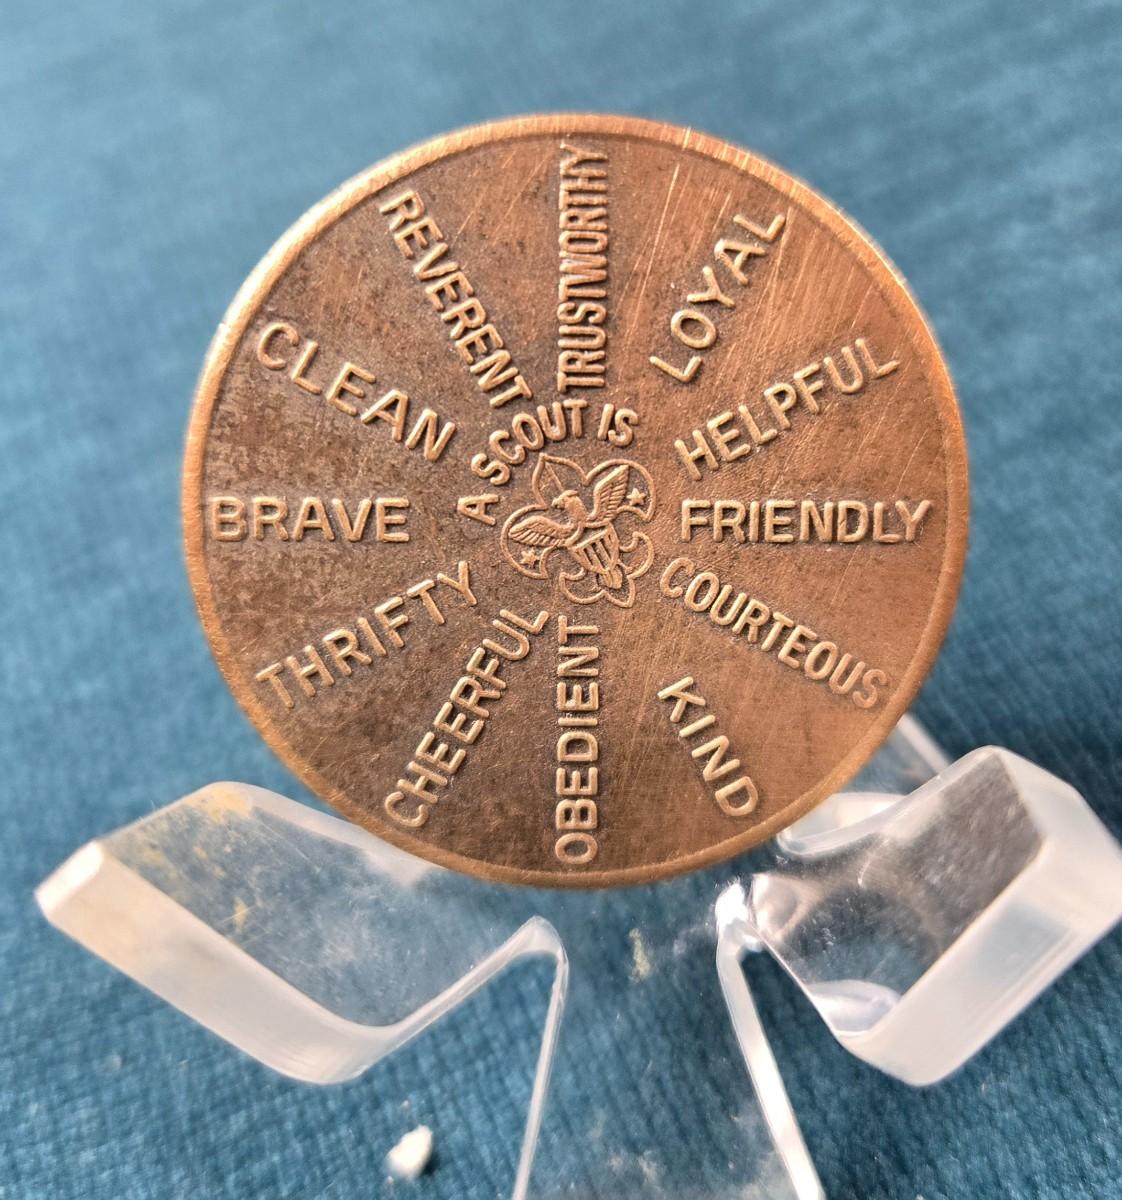 A SCOUT IS
TRUSTWORTHY
LOYAL
HELPFUL
FRIENDLY
COURTEOUS
KIND
OBEDIENT
CHEERFUL
THRIFTY
BRAVE
CLEAN
REVERENT